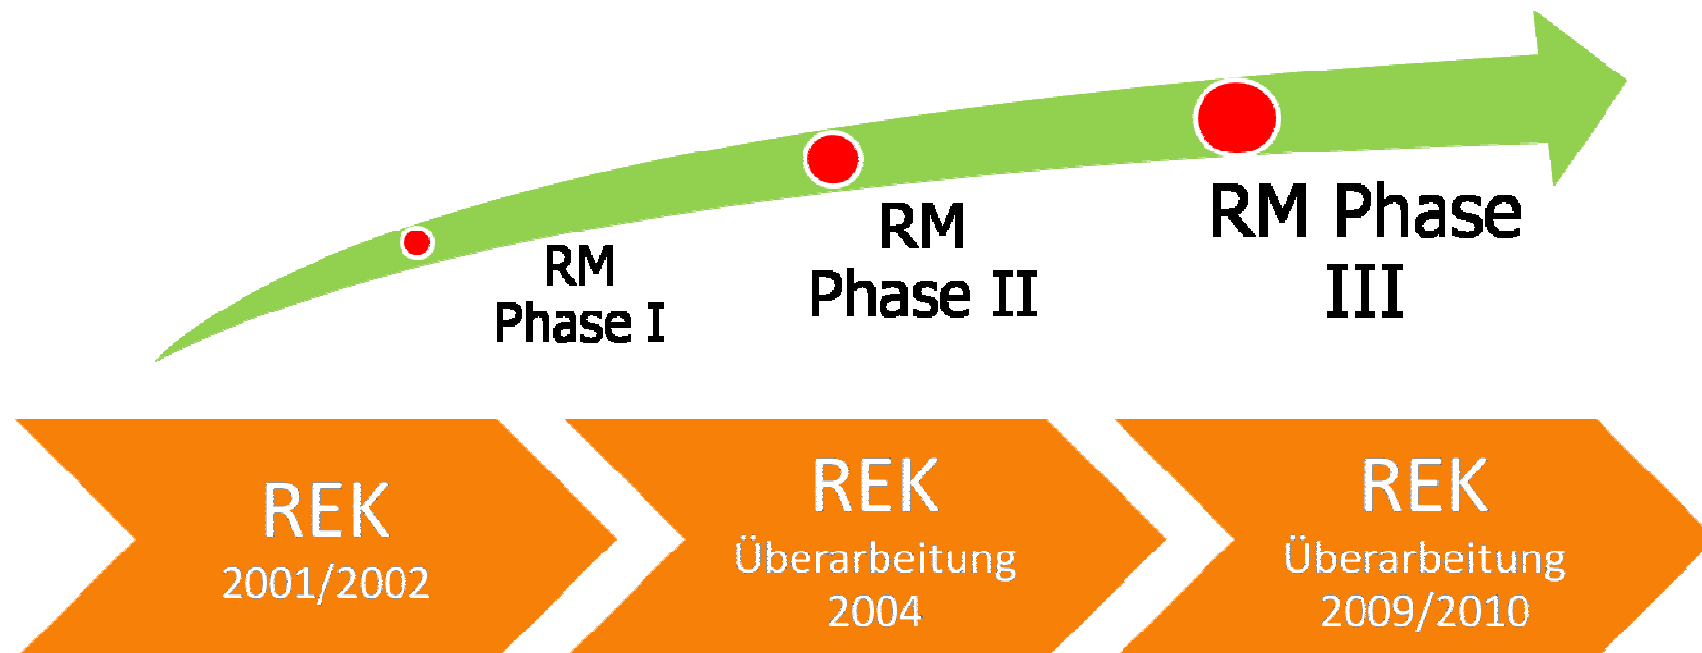 RM
Phase I
RM
Phase II
RM Phase
III
REK
2001/2002
REK
Überarbeitung
2004
REK
Überarbeitung
2009/2010